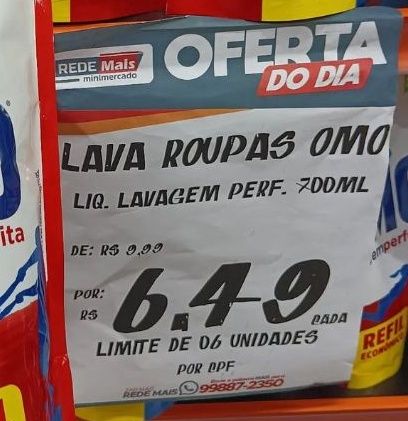 REDE Mais
minimercado
OFERTA
DO DIA
LAVA ROUPAS OMO
LIQ. LAVAGEM PERF. 700ML
DE: R$ 9,99
POR:
R$ 6,49 CADA
LIMITE DE 06 UNIDADES
POR CPF
REDE MAIS 99887-2350
ita
emperf
REFIL
ECONÔMICO